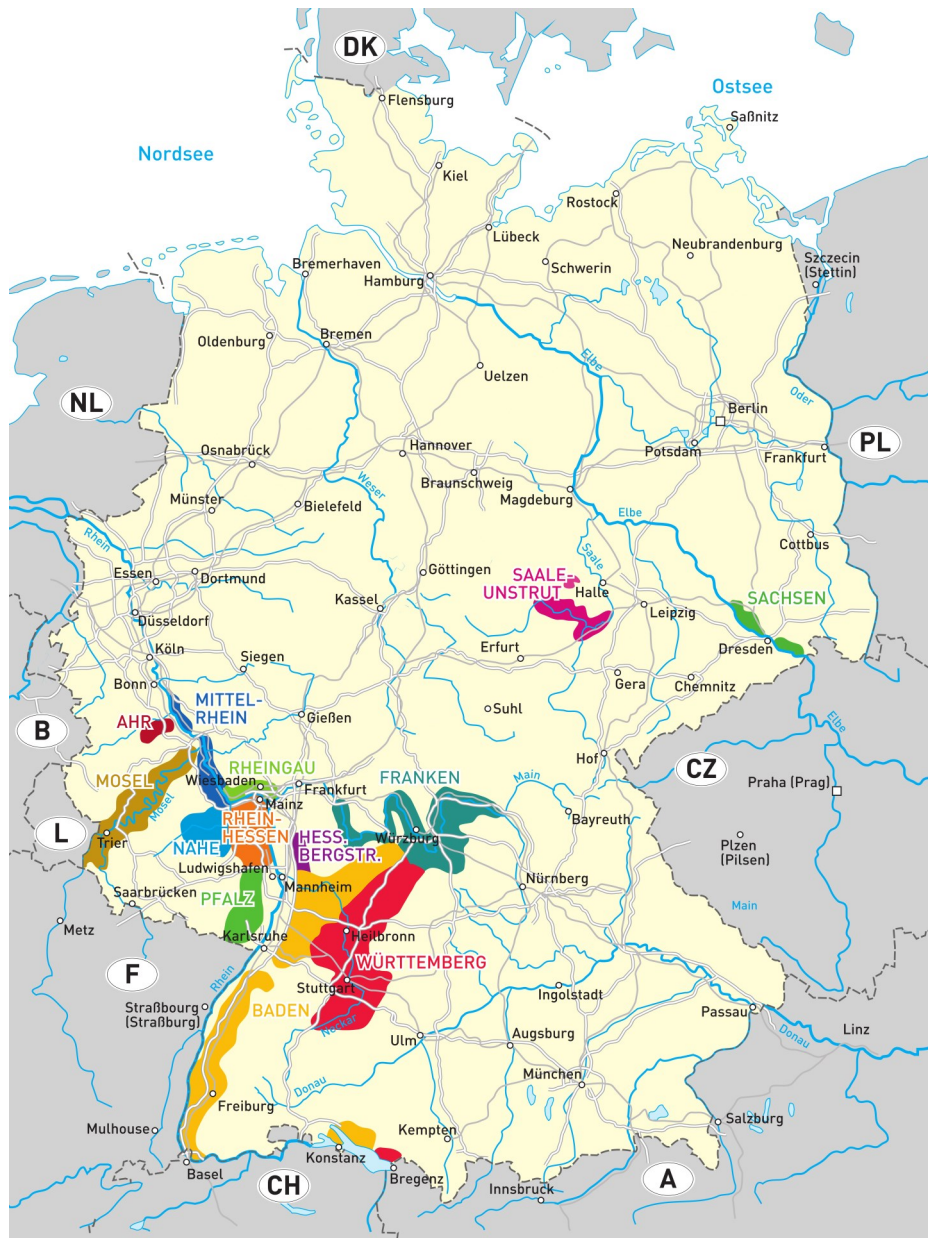 DK
Ostsee
Flensburg
Saßnitz
Nordsee
Kiel
Rostock
Lübeck
Neubrandenburg
Schwerin
Szczecin
(Stettin)
Bremerhaven
Hamburg
Oldenburg
Bremen
Elbe
Uelzen
NL
Berlin
Oder
Hannover
Osnabrück
Potsdam
Frankfurt
PL
Braunschweig
Magdeburg
Weser
Münster
Bielefeld
Elbe
Rhein
Cottbus
Saale
Essen
Dortmund
Göttingen
SAALE-
UNSTRUT
Halle
Kassel
Leipzig
SACHSEN
Düsseldorf
Dresden
Köln
Siegen
Erfurt
Bonn
Gera
Chemnitz
MITTEL-
RHEIN
AHR
Gießen
Suhl
B
Elbe
Hof
CZ
RHEINGAU
MOSEL
Wiesbaden
Frankfurt
FRANKEN
Main
Praha (Prag)
Mosel
Mainz
Bayreuth
L
Trier
RHEIN-
HESSEN
HESS.
BERGSTR.
Würzburg
Plzen
(Pilsen)
NAHE
Ludwigshafen
Mannheim
Nürnberg
Saarbrücken
PFALZ
Main
Metz
Heilbronn
Karlsruhe
WÜRTTEMBERG
F
Rhein
Stuttgart
Ingolstadt
Straßbourg
(Straßburg)
BADEN
Passau
Neckar
Ulm
Augsburg
Donau
Linz
München
Donau
Freiburg
Mulhouse
Kempten
Salzburg
Konstanz
Basel
Bregenz
CH
Innsbruck
A